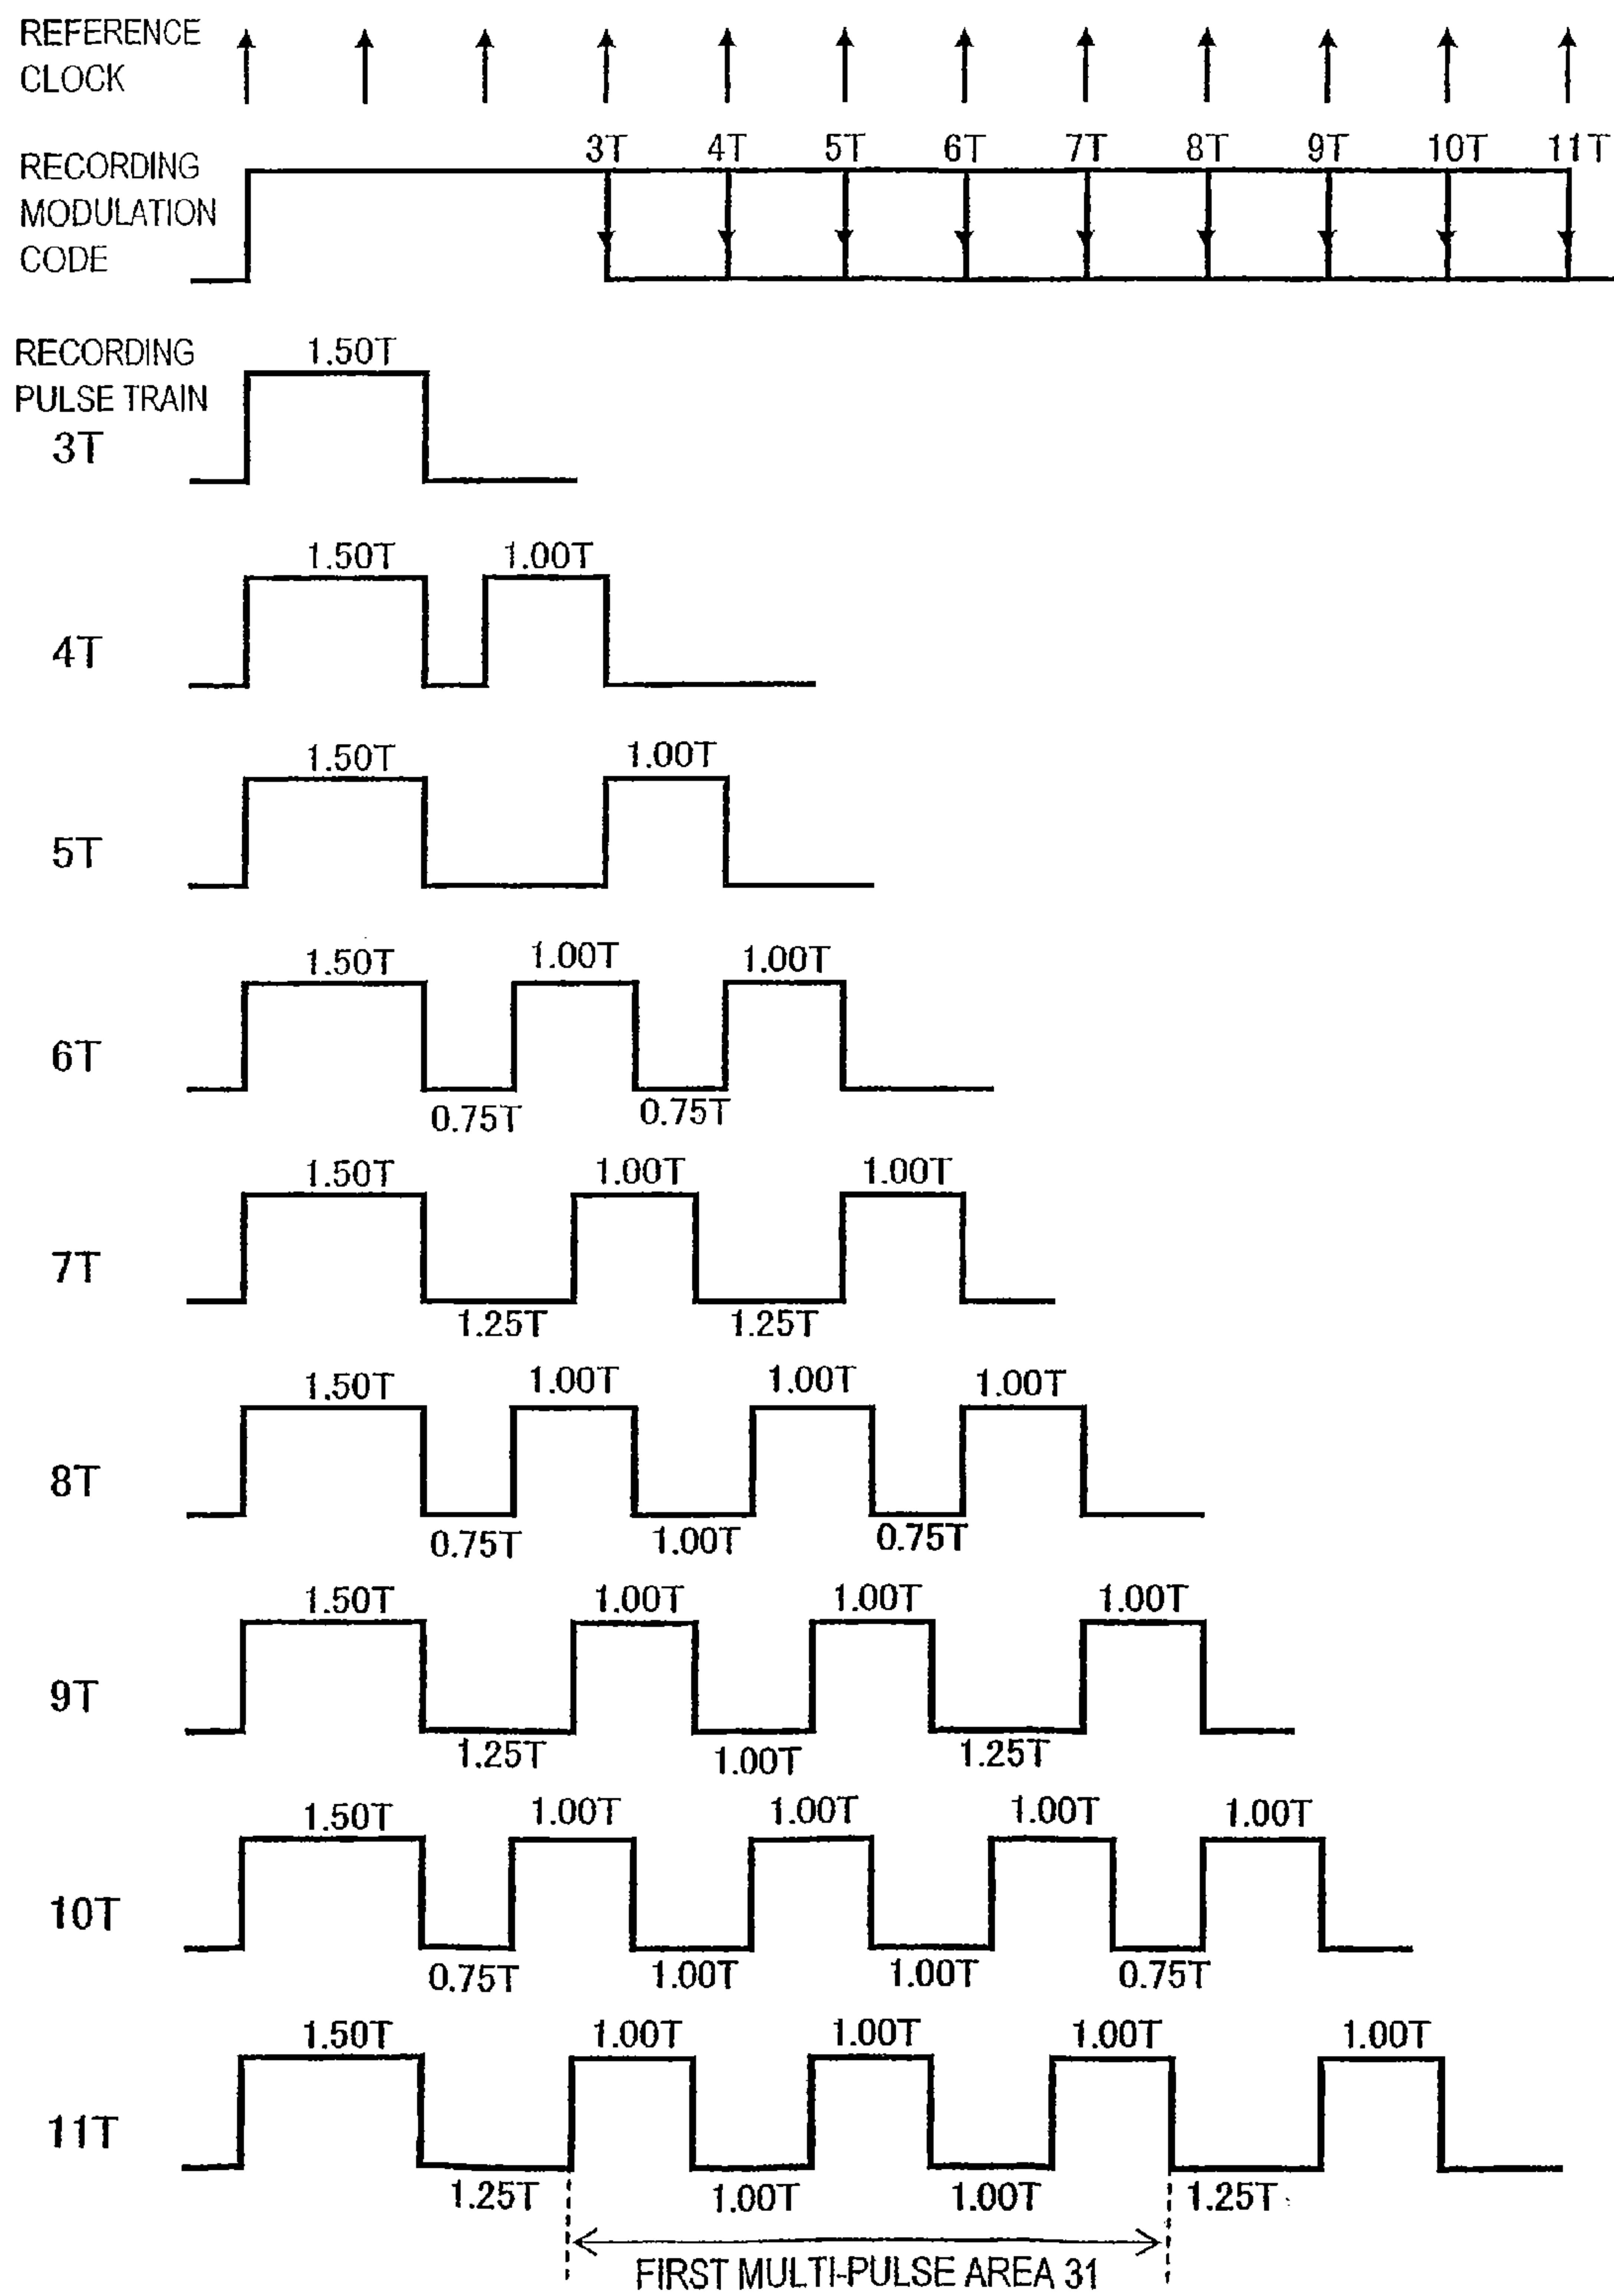 REFERENCE
CLOCK
3T 4T 5T 6T 7T 8T 9T 10T 11T
RECORDING
MODULATION
CODE
RECORDING
PULSE TRAIN
1.50T
3T
1.50T 1.00T
4T
1.50T 1.00T
5T
1.50T 1.00T 1.00T
6T
0.75T 0.75T
1.50T 1.00T 1.00T
7T
1.25T 1.25T
1.50T 1.00T 1.00T 1.00T
8T
0.75T 1.00T 0.75T
1.50T 1.00T 1.00T 1.00T
9T
1.25T 1.00T 1.25T
1.50T 1.00T 1.00T 1.00T 1.00T
10T
0.75T 1.00T 1.00T 0.75T
1.50T 1.00T 1.00T 1.00T 1.00T
11T
1.25T 1.00T 1.00T 1.25T
FIRST MULTI-PULSE AREA 31